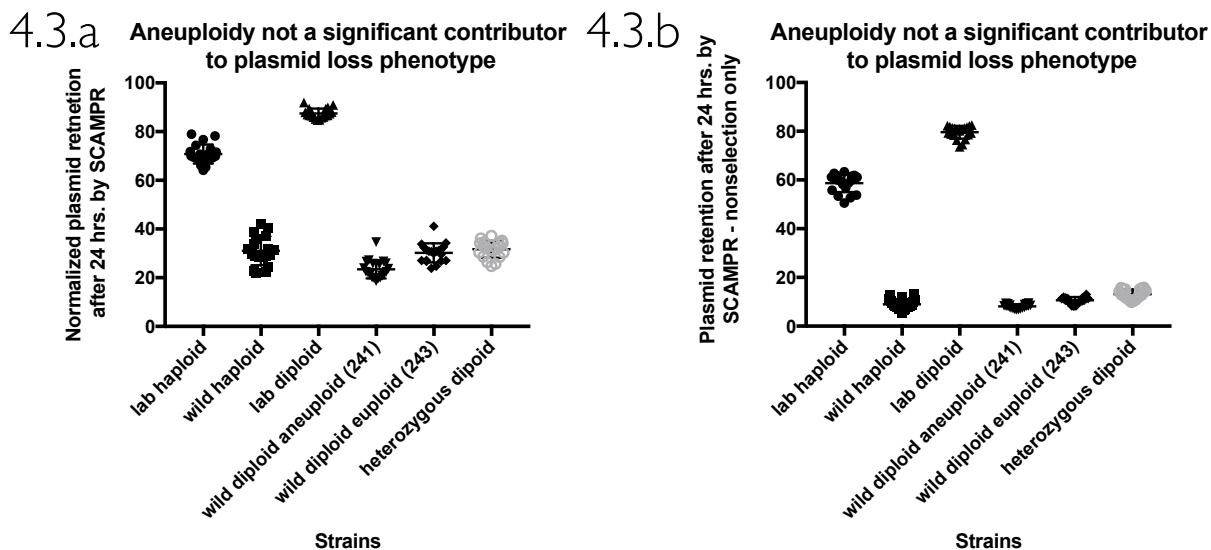 4.3.a
Aneuploidy not a significant contributor
to plasmid loss phenotype
Normalized plasmid retnetion
after 24 hrs. by SCAMPR
100
80
60
40
20
0
lab haploid
wild haploid
lab diploid
wild diploid aneuploid (241)
wild diploid euploid (243)
heterozygous dipoid
Strains
4.3.b
Aneuploidy not a significant contributor
to plasmid loss phenotype
Plasmid retention after 24 hrs. by
SCAMPR - nonselection only
100
80
60
40
20
0
lab haploid
wild haploid
lab diploid
wild diploid aneuploid (241)
wild diploid euploid (243)
heterozygous dipoid
Strains